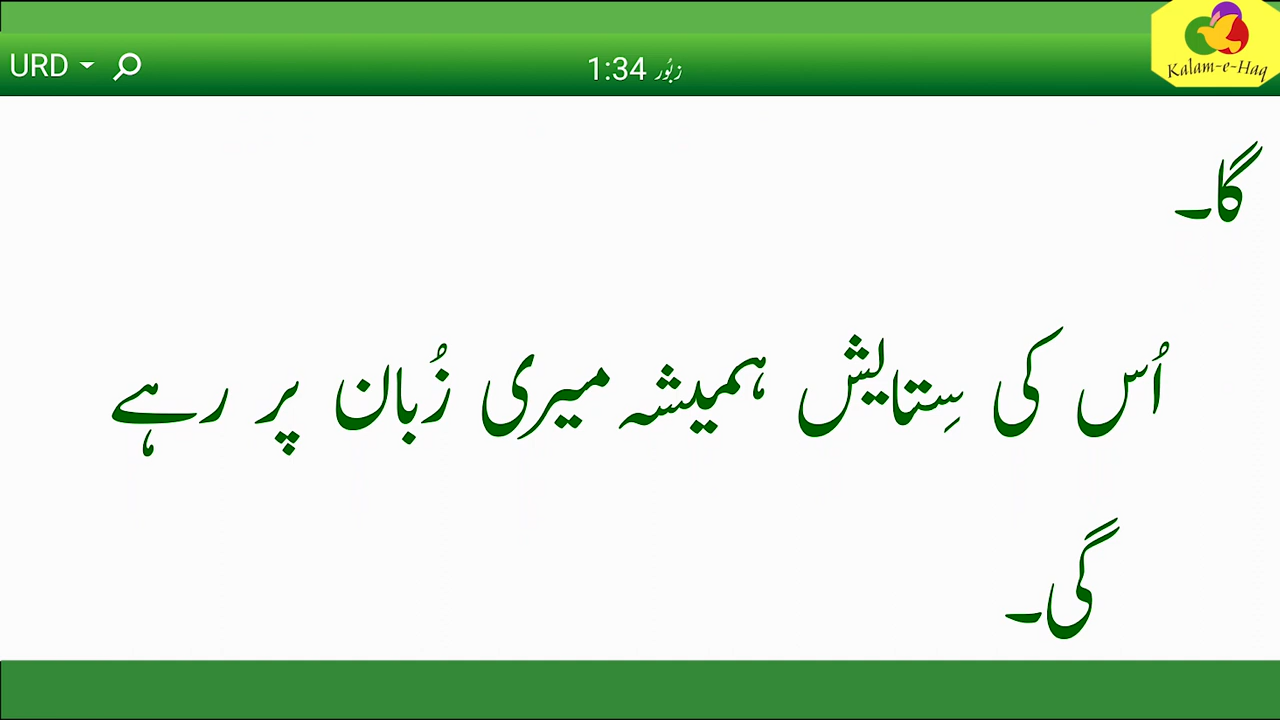 URD
زبُور 1:34
Kalam-e-Haq
گا۔
اُس کی سِتایش ہمیشہ میری زُبان پر رہے
گی۔